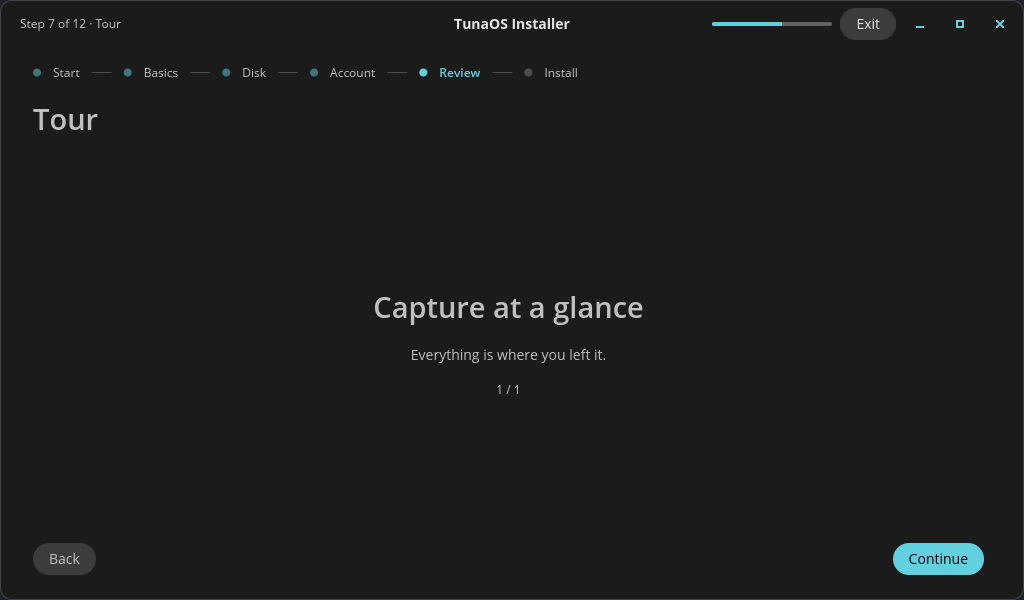 Step 7 of 12 · Tour
TunaOS Installer
Exit
Start
Basics
Disk
Account
Review
Install
Tour
Capture at a glance
Everything is where you left it.
1 / 1
Back
Continue